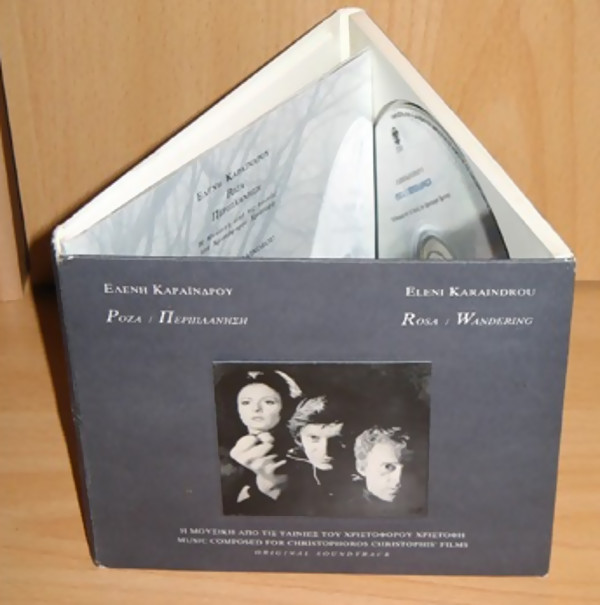 ΕΛΕΝΗ ΚΑΡΑΪΝΔΡΟΥ
ΡΟΖΑ
ΠΕΡΙΠΛΑΝΗΣΗ
ΕΛΕΝΗ ΚΑΡΑΪΝΔΡΟΥ
ΡΟΖΑ / ΠΕΡΙΠΛΑΝΗΣΗ
ELENI KARAINDROU
ROSA / WANDERING
Η ΜΟΥΣΙΚΗ ΑΠΟ ΤΙΣ ΤΑΙΝΙΕΣ ΤΟΥ ΧΡΙΣΤΟΦΟΡΟΥ ΧΡΙΣΤΟΦΗ
MUSIC COMPOSED FOR CHRISTOPHOROS CHRISTOPHIS' FILMS
ORIGINAL SOUNDTRACK